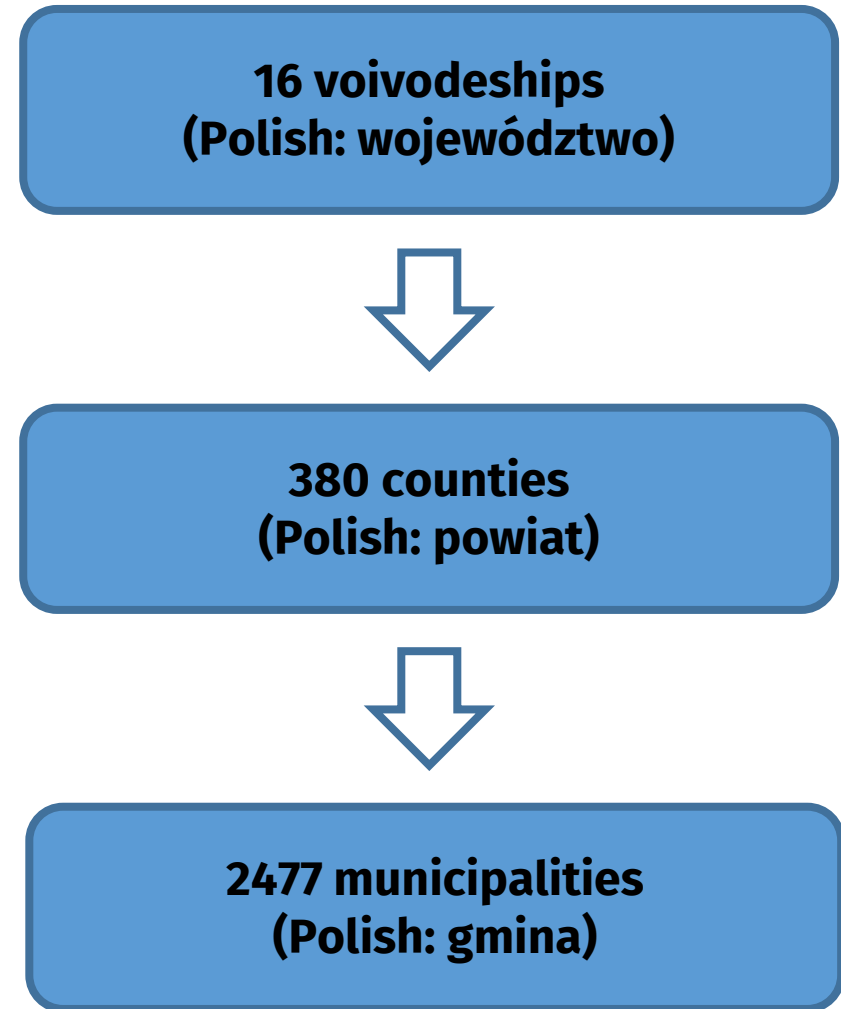 16 voivodeships
(Polish: województwo)
380 counties
(Polish: powiat)
2477 municipalities
(Polish: gmina)